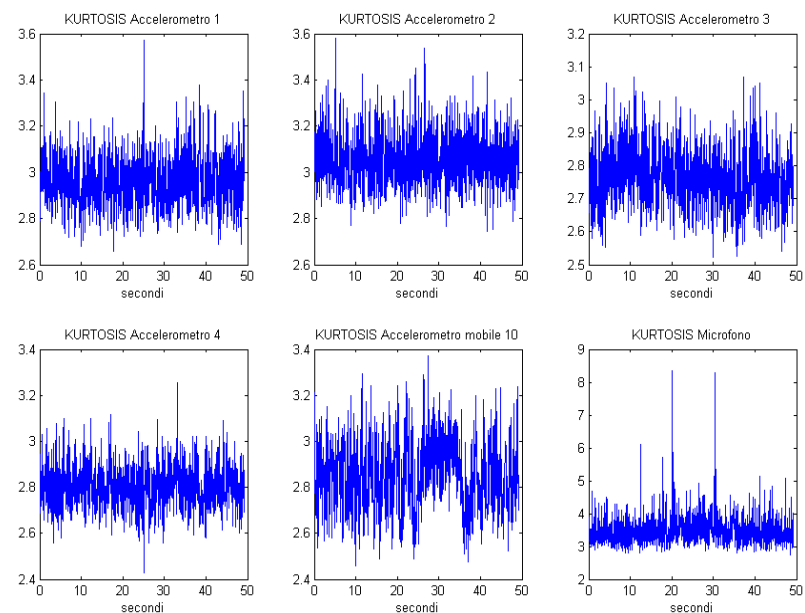 KURTOSIS Accelerometro 1
3.6
3.4
3.2
3
2.8
2.6
0 10 20 30 40 50
secondi
KURTOSIS Accelerometro 2
3.6
3.4
3.2
3
2.8
2.6
0 10 20 30 40 50
secondi
KURTOSIS Accelerometro 3
3.2
3.1
3
2.9
2.8
2.7
2.6
2.5
0 10 20 30 40 50
secondi
KURTOSIS Accelerometro 4
3.4
3.2
3
2.8
2.6
2.4
0 10 20 30 40 50
secondi
KURTOSIS Accelerometro mobile 10
3.4
3.2
3
2.8
2.6
2.4
0 10 20 30 40 50
secondi
KURTOSIS Microfono
9
8
7
6
5
4
3
2
0 10 20 30 40 50
secondi